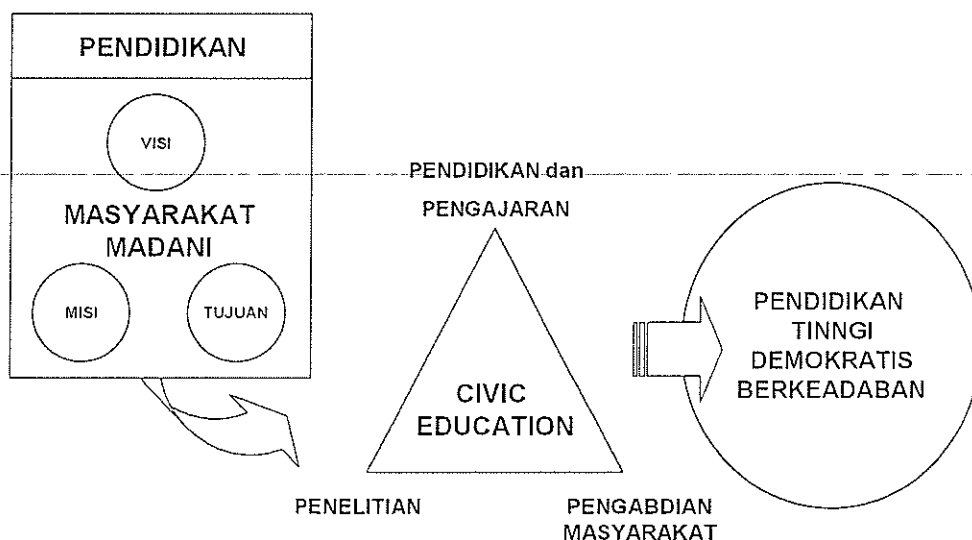 PENDIDIKAN
VISI
MASYARAKAT
MADANI
MISI
TUJUAN
PENDIDIKAN dan
PENGAJARAN
CIVIC
EDUCATION
PENELITIAN
PENGABDIAN
MASYARAKAT
PENDIDIKAN
TINNGI
DEMOKRATIS
BERKEADABAN